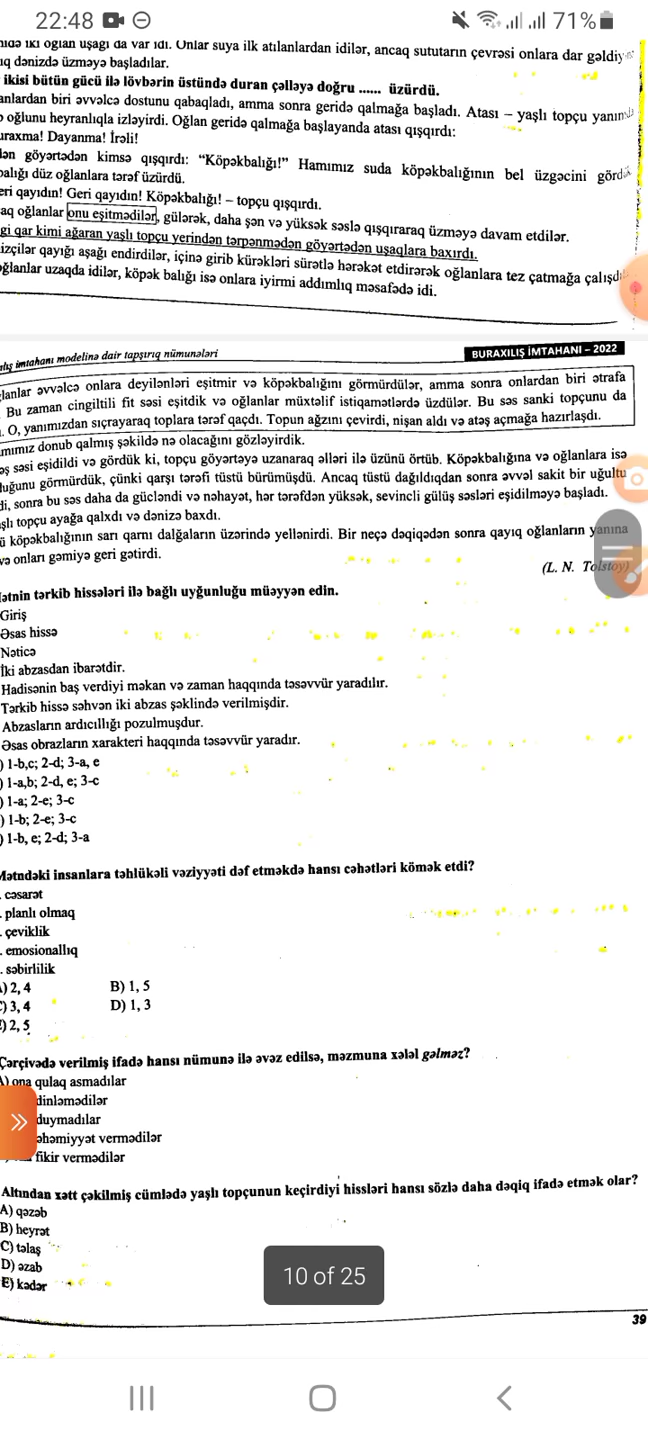 22:48
71%
iki oğlan uşağı da var idi. Onlar suya ilk atılanlardan idilər, ancaq sututarın çevrəsi onlara dar gəldiy
dənizdə üzməyə başladılar.
ikisi bütün gücü ilə lövbərin üstündə duran çəlləyə doğru ...... üzürdü.
anlardan biri əvvəlcə dostunu qabaqladı, amma sonra geridə qalmağa başladı. Atası – yaşlı topçu yanım
oğlunu heyranlıqla izləyirdi. Oğlan geridə qalmağa başlayanda atası qışqırdı:
uraxma! Dayanma! İrəli!
dən göyərtədən kimsə qışqırdı: “Köpəkbalığı!” Hamımız suda köpəkbalığının bel üzgəcini görd
balığı düz oğlanlara tərəf üzürdü.
eri qayıdın! Geri qayıdın! Köpəkbalığı! – topçu qışqırdı.
aq oğlanlar onu eşitmədilər, gülərək, daha şən və yüksək səslə qışqıraraq üzməyə davam etdilər.
gi qar kimi ağaran yaşlı topçu yerindən tərpənmədən göyərtədən uşaqlara baxırdı.
izçilər qayığı aşağı endirdilər, içinə girib kürəkləri sürətlə hərəkət etdirərək oğlanlara tez çatmağa çalışdı
oğlanlar uzaqda idilər, köpək balığı isə onlara iyirmi addımlıq məsafədə idi.
lış imtahanı modelinə dair tapşırıq nümunələri
BURAXILIŞ İMTAHANI – 2022
lanlar əvvəlcə onlara deyilənləri eşitmir və köpəkbalığını görmürdülər, amma sonra onlardan biri ətrafa
. Bu zaman cingiltili fit səsi eşitdik və oğlanlar müxtəlif istiqamətlərdə üzdülər. Bu səs sanki topçunu da
. O, yanımızdan sıçrayaraq toplara tərəf qaçdı. Topun ağzını çevirdi, nişan aldı və atəş açmağa hazırlaşdı.
mımız donub qalmış şəkildə nə olacağını gözləyirdik.
əş səsi eşidildi və gördük ki, topçu göyərtəyə uzanaraq əlləri ilə üzünü örtüb. Köpəkbalığına və oğlanlara isə
luğunu görmürdük, çünki qarşı tərəfi tüstü bürümüşdü. Ancaq tüstü dağıldıqdan sonra əvvəl sakit bir uğultu
di, sonra bu səs daha da gücləndi və nəhayət, hər tərəfdən yüksək, sevincli gülüş səsləri eşidilməyə başladı.
şlı topçu ayağa qalxdı və dənizə baxdı.
ü köpəkbalığının sarı qarnı dalğaların üzərində yellənirdi. Bir neçə dəqiqədən sonra qayıq oğlanların yanına
və onları gəmiyə geri gətirdi.
(L. N. Tolstoy)
Mətnin tərkib hissələri ilə bağlı uyğunluğu müəyyən edin.
Giriş
Əsas hissə
Nəticə
İki abzasdan ibarətdir.
Hadisənin baş verdiyi məkan və zaman haqqında təsəvvür yaradılır.
Tərkib hissə səhvən iki abzas şəklində verilmişdir.
Abzasların ardıcıllığı pozulmuşdur.
Əsas obrazların xarakteri haqqında təsəvvür yaradır.
) 1-b,c; 2-d; 3-a, e
) 1-a,b; 2-d, e; 3-c
) 1-a; 2-e; 3-c
) 1-b; 2-e; 3-c
) 1-b, e; 2-d; 3-a
Mətndəki insanlara təhlükəli vəziyyəti dəf etməkdə hansı cəhətləri kömək etdi?
. cəsarət
. planlı olmaq
. çeviklik
. emosionallıq
. səbirlilik
) 2, 4 B) 1, 5
) 3, 4 D) 1, 3
) 2, 5
Çərçivədə verilmiş ifadə hansı nümunə ilə əvəz edilsə, məzmuna xələl gəlməz?
A) ona qulaq asmadılar
dinləmədilər
duymadılar
əhəmiyyət vermədilər
fikir vermədilər
Altından xətt çəkilmiş cümlədə yaşlı topçunun keçirdiyi hissləri hansı sözlə daha dəqiq ifadə etmək olar?
A) qəzəb
B) heyrət
C) təlaş
D) əzab
E) kədər
10 of 25
39